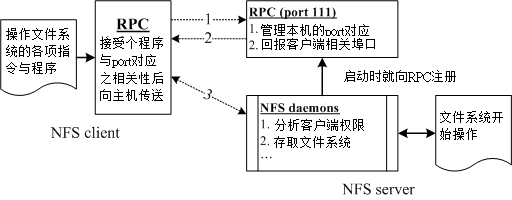 操作文件系
统的各项指
令与程序
NFS client
RPC
接受个程序
与port对应
之相关性后
向主机传送
1
2
3
RPC (port 111)
1. 管理本机的port对应
2. 回报客户端相关埠口
启动时就向RPC注册
NFS daemons
1. 分析客户端权限
2. 存取文件系统
…
文件系统开
始操作
NFS server